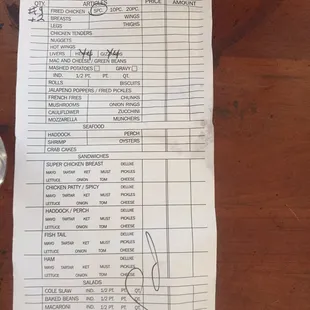 QTY. ARTICLES PRICE AMOUNT
FRIED CHICKEN 5PC. 10PC. 20PC.
BREASTS WINGS
LEGS THIGHS
CHICKEN TENDERS
NUGGETS
HOT WINGS
LIVERS
MAC AND CHEESE / GREEN BEANS
MASHED POTATOES GRAVY
IND. 1/2 PT. PT. QT.
ROLLS BISCUITS
JALAPENO POPPERS / FRIED PICKLES
FRENCH FRIES CHUNKS
MUSHROOMS ONION RINGS
CAULIFLOWER ZUCCHINI
MOZZARELLA MUNCHERS
SEAFOOD
HADDOCK PERCH
SHRIMP OYSTERS
CRAB CAKES
SANDWICHES
SUPER CHICKEN BREAST DELUXE
MAYO TARTAR KET MUST PICKLES
LETTUCE ONION TOM CHEESE
CHICKEN PATTY / SPICY DELUXE
MAYO TARTAR KET MUST PICKLES
LETTUCE ONION TOM CHEESE
HADDOCK / PERCH DELUXE
MAYO TARTAR KET MUST PICKLES
LETTUCE ONION TOM CHEESE
FISH TAIL DELUXE
MAYO TARTAR KET MUST PICKLES
LETTUCE ONION TOM CHEESE
HAM DELUXE
MAYO TARTAR KET MUST PICKLES
LETTUCE ONION TOM CHEESE
SALADS
COLE SLAW IND. 1/2 PT. PT. QT.
BAKED BEANS IND. 1/2 PT. PT. QT.
MACARONI IND. 1/2 PT. PT. QT.